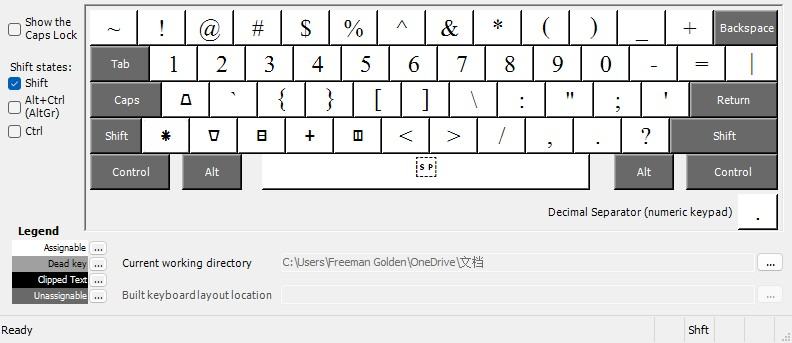 Show the Caps Lock
~ ! @ # $ % ^ & * ( ) _ + Backspace
Shift states:
Tab 1 2 3 4 5 6 7 8 9 0 - = |
Shift
Caps ` { } [ ] \ : " ; ' Return
Alt+Ctrl (AltGr)
Ctrl
Shift < > / , . ? Shift
Control Alt SP Alt Control
Decimal Separator (numeric keypad) .
Legend
Assignable ...
Dead key ...
Clipped Text ...
Unassignable ...
Current working directory C:\Users\Freeman Golden\OneDrive\文档 ...
Built keyboard layout location ...
Ready Shft